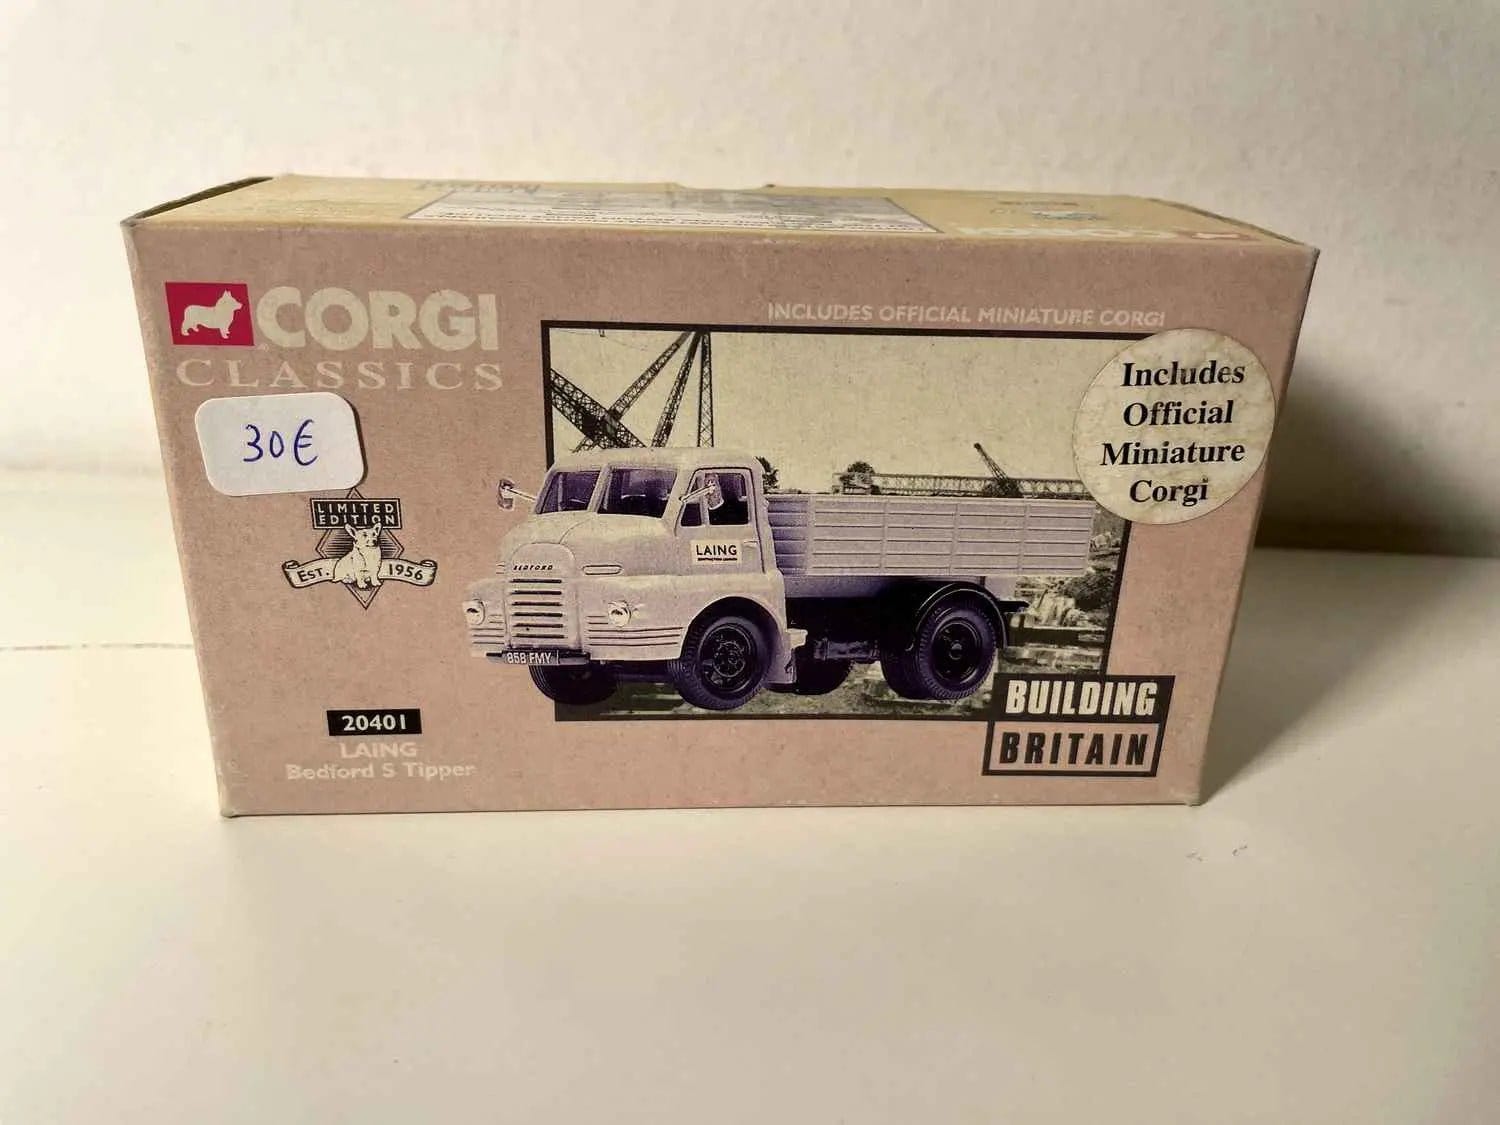 CORGI
CLASSICS
30€
LIMITED
EDITION
EST. 1956
INCLUDES OFFICIAL MINIATURE CORGI
Includes
Official
Miniature
Corgi
LAING
BEDFORD
858 FMY
20401
LAING
Bedford S Tipper
BUILDING
BRITAIN